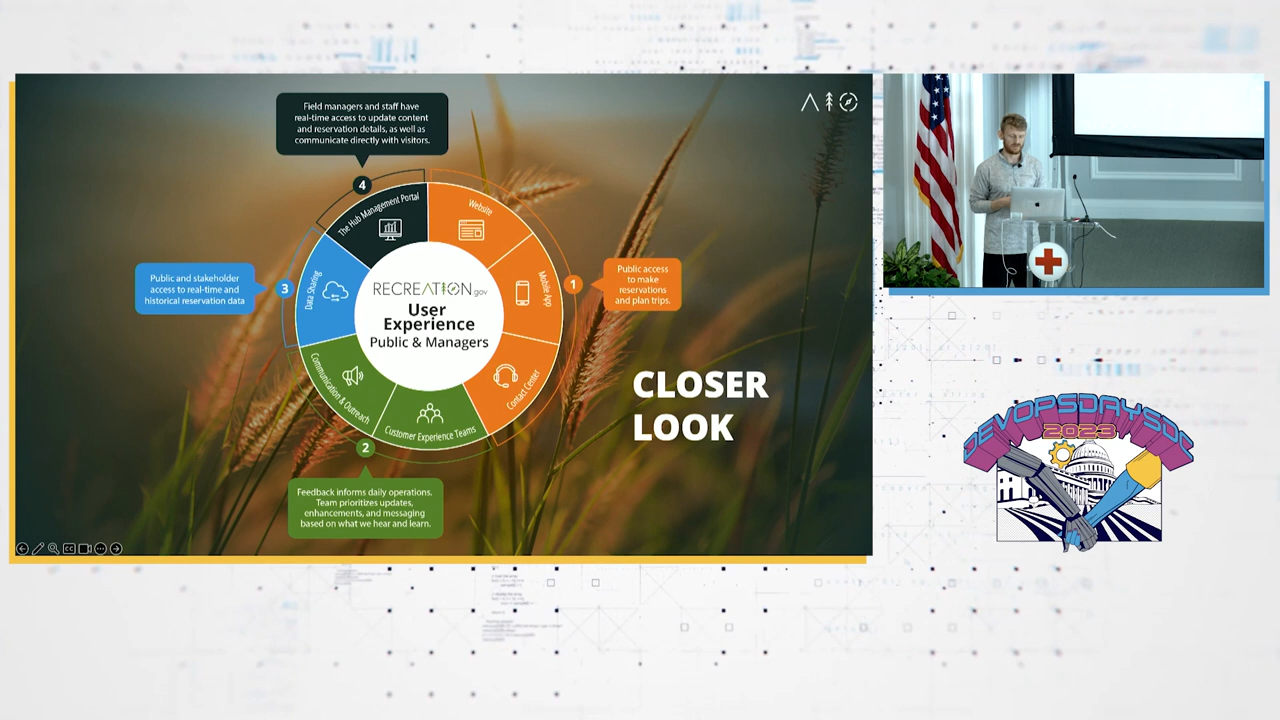 Field managers and staff have
real-time access to update content
and reservation details, as well as
communicate directly with visitors.
4
The Hub Management Portal
Website
Public and stakeholder
access to real-time and
historical reservation data
3
Data Sharing
RECREATION.gov
User
Experience
Public & Managers
Mobile App
1
Public access
to make
reservations
and plan trips.
Communication & Outreach
Customer Experience Teams
Contact Center
2
Feedback informs daily operations.
Team prioritizes updates,
enhancements, and messaging
based on what we hear and learn.
CLOSER
LOOK
CC
DEVOPSDAYSDC
2023